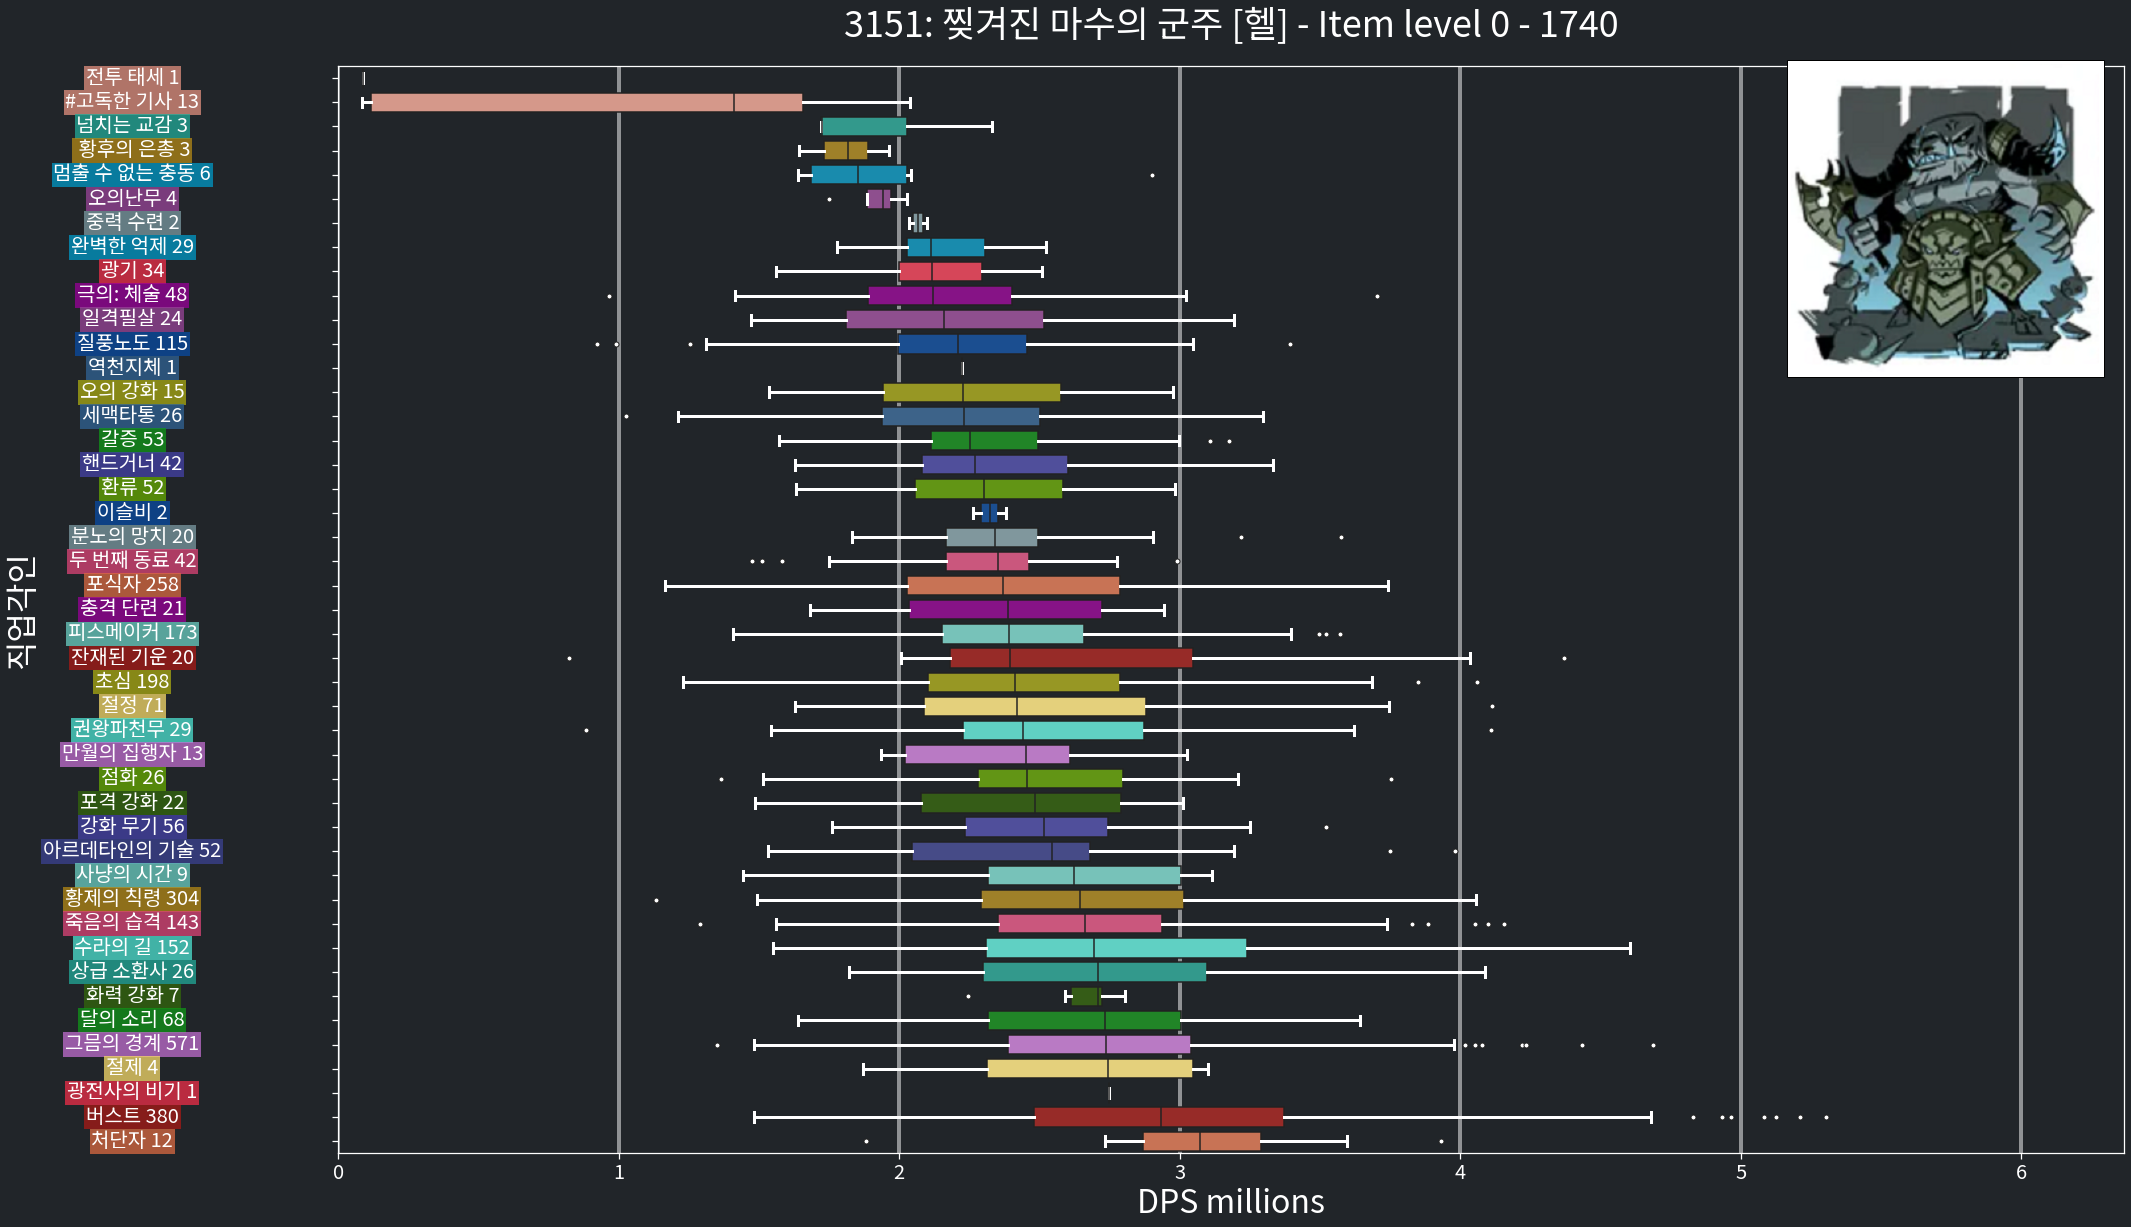 3151: 찢겨진 마수의 군주 [헬] - Item level 0 - 1740
직업각인
전투 태세 1
#고독한 기사 13
넘치는 교감 3
황후의 은총 3
멈출 수 없는 충동 6
오의난무 4
중력 수련 2
완벽한 억제 29
광기 34
극의: 체술 48
일격필살 24
질풍노도 115
역천지체 1
오의 강화 15
세맥타통 26
갈증 53
핸드거너 42
환류 52
이슬비 2
분노의 망치 20
두 번째 동료 42
포식자 258
충격 단련 21
피스메이커 173
잔재된 기운 20
초심 198
절정 71
권왕파천무 29
만월의 집행자 13
점화 26
포격 강화 22
강화 무기 56
아르데타인의 기술 52
사냥의 시간 9
황제의 칙령 304
죽음의 습격 143
수라의 길 152
상급 소환사 26
화력 강화 7
달의 소리 68
그믐의 경계 571
절제 4
광전사의 비기 1
버스트 380
처단자 12
0 1 2 3 4 5 6
DPS millions